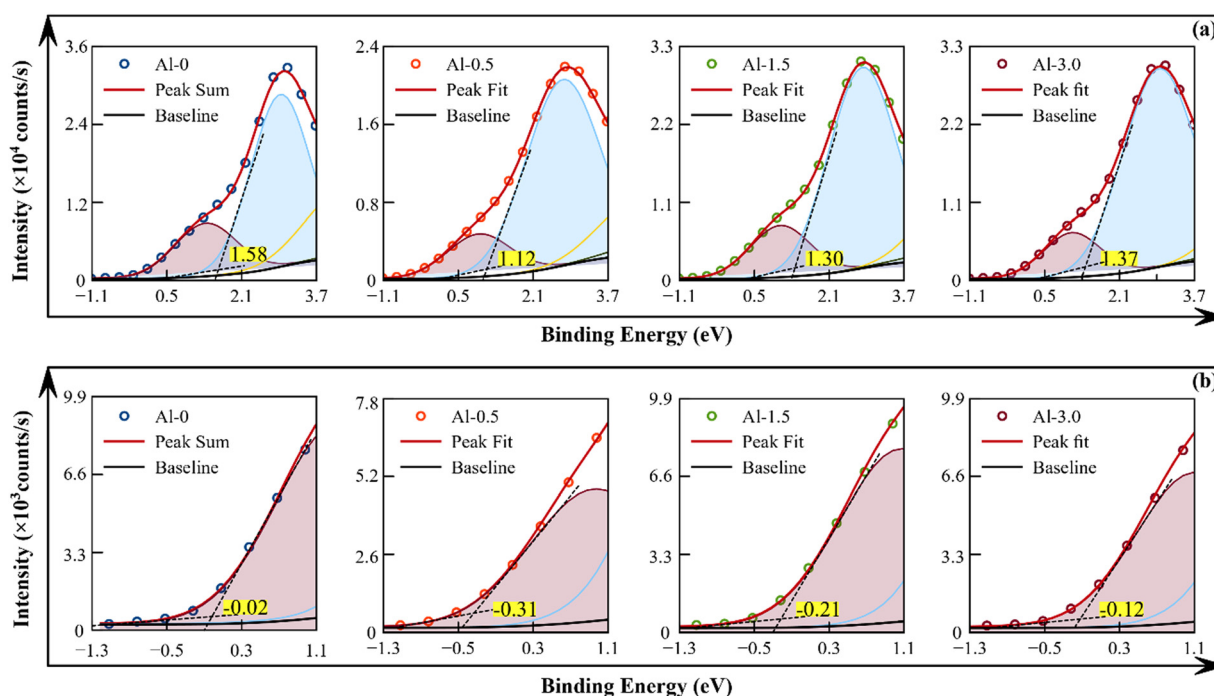 (a)
Intensity (×10⁴ counts/s)
3.6
2.4
1.2
0
Al-0
Peak Sum
Baseline
1.58
−1.1 0.5 2.1 3.7
2.4
1.6
0.8
0
Al-0.5
Peak Fit
Baseline
1.12
−1.1 0.5 2.1 3.7
3.3
2.2
1.1
0
Al-1.5
Peak Fit
Baseline
1.30
−1.1 0.5 2.1 3.7
3.3
2.2
1.1
0
Al-3.0
Peak fit
Baseline
1.37
−1.1 0.5 2.1 3.7
Binding Energy (eV)
(b)
Intensity (×10³counts/s)
9.9
6.6
3.3
0
Al-0
Peak Sum
Baseline
-0.02
−1.3 −0.5 0.3 1.1
7.8
5.2
2.6
0
Al-0.5
Peak Fit
Baseline
-0.31
−1.3 −0.5 0.3 1.1
9.9
6.6
3.3
0
Al-1.5
Peak Fit
Baseline
-0.21
−1.3 −0.5 0.3 1.1
9.9
6.6
3.3
0
Al-3.0
Peak fit
Baseline
-0.12
−1.3 −0.5 0.3 1.1
Binding Energy (eV)